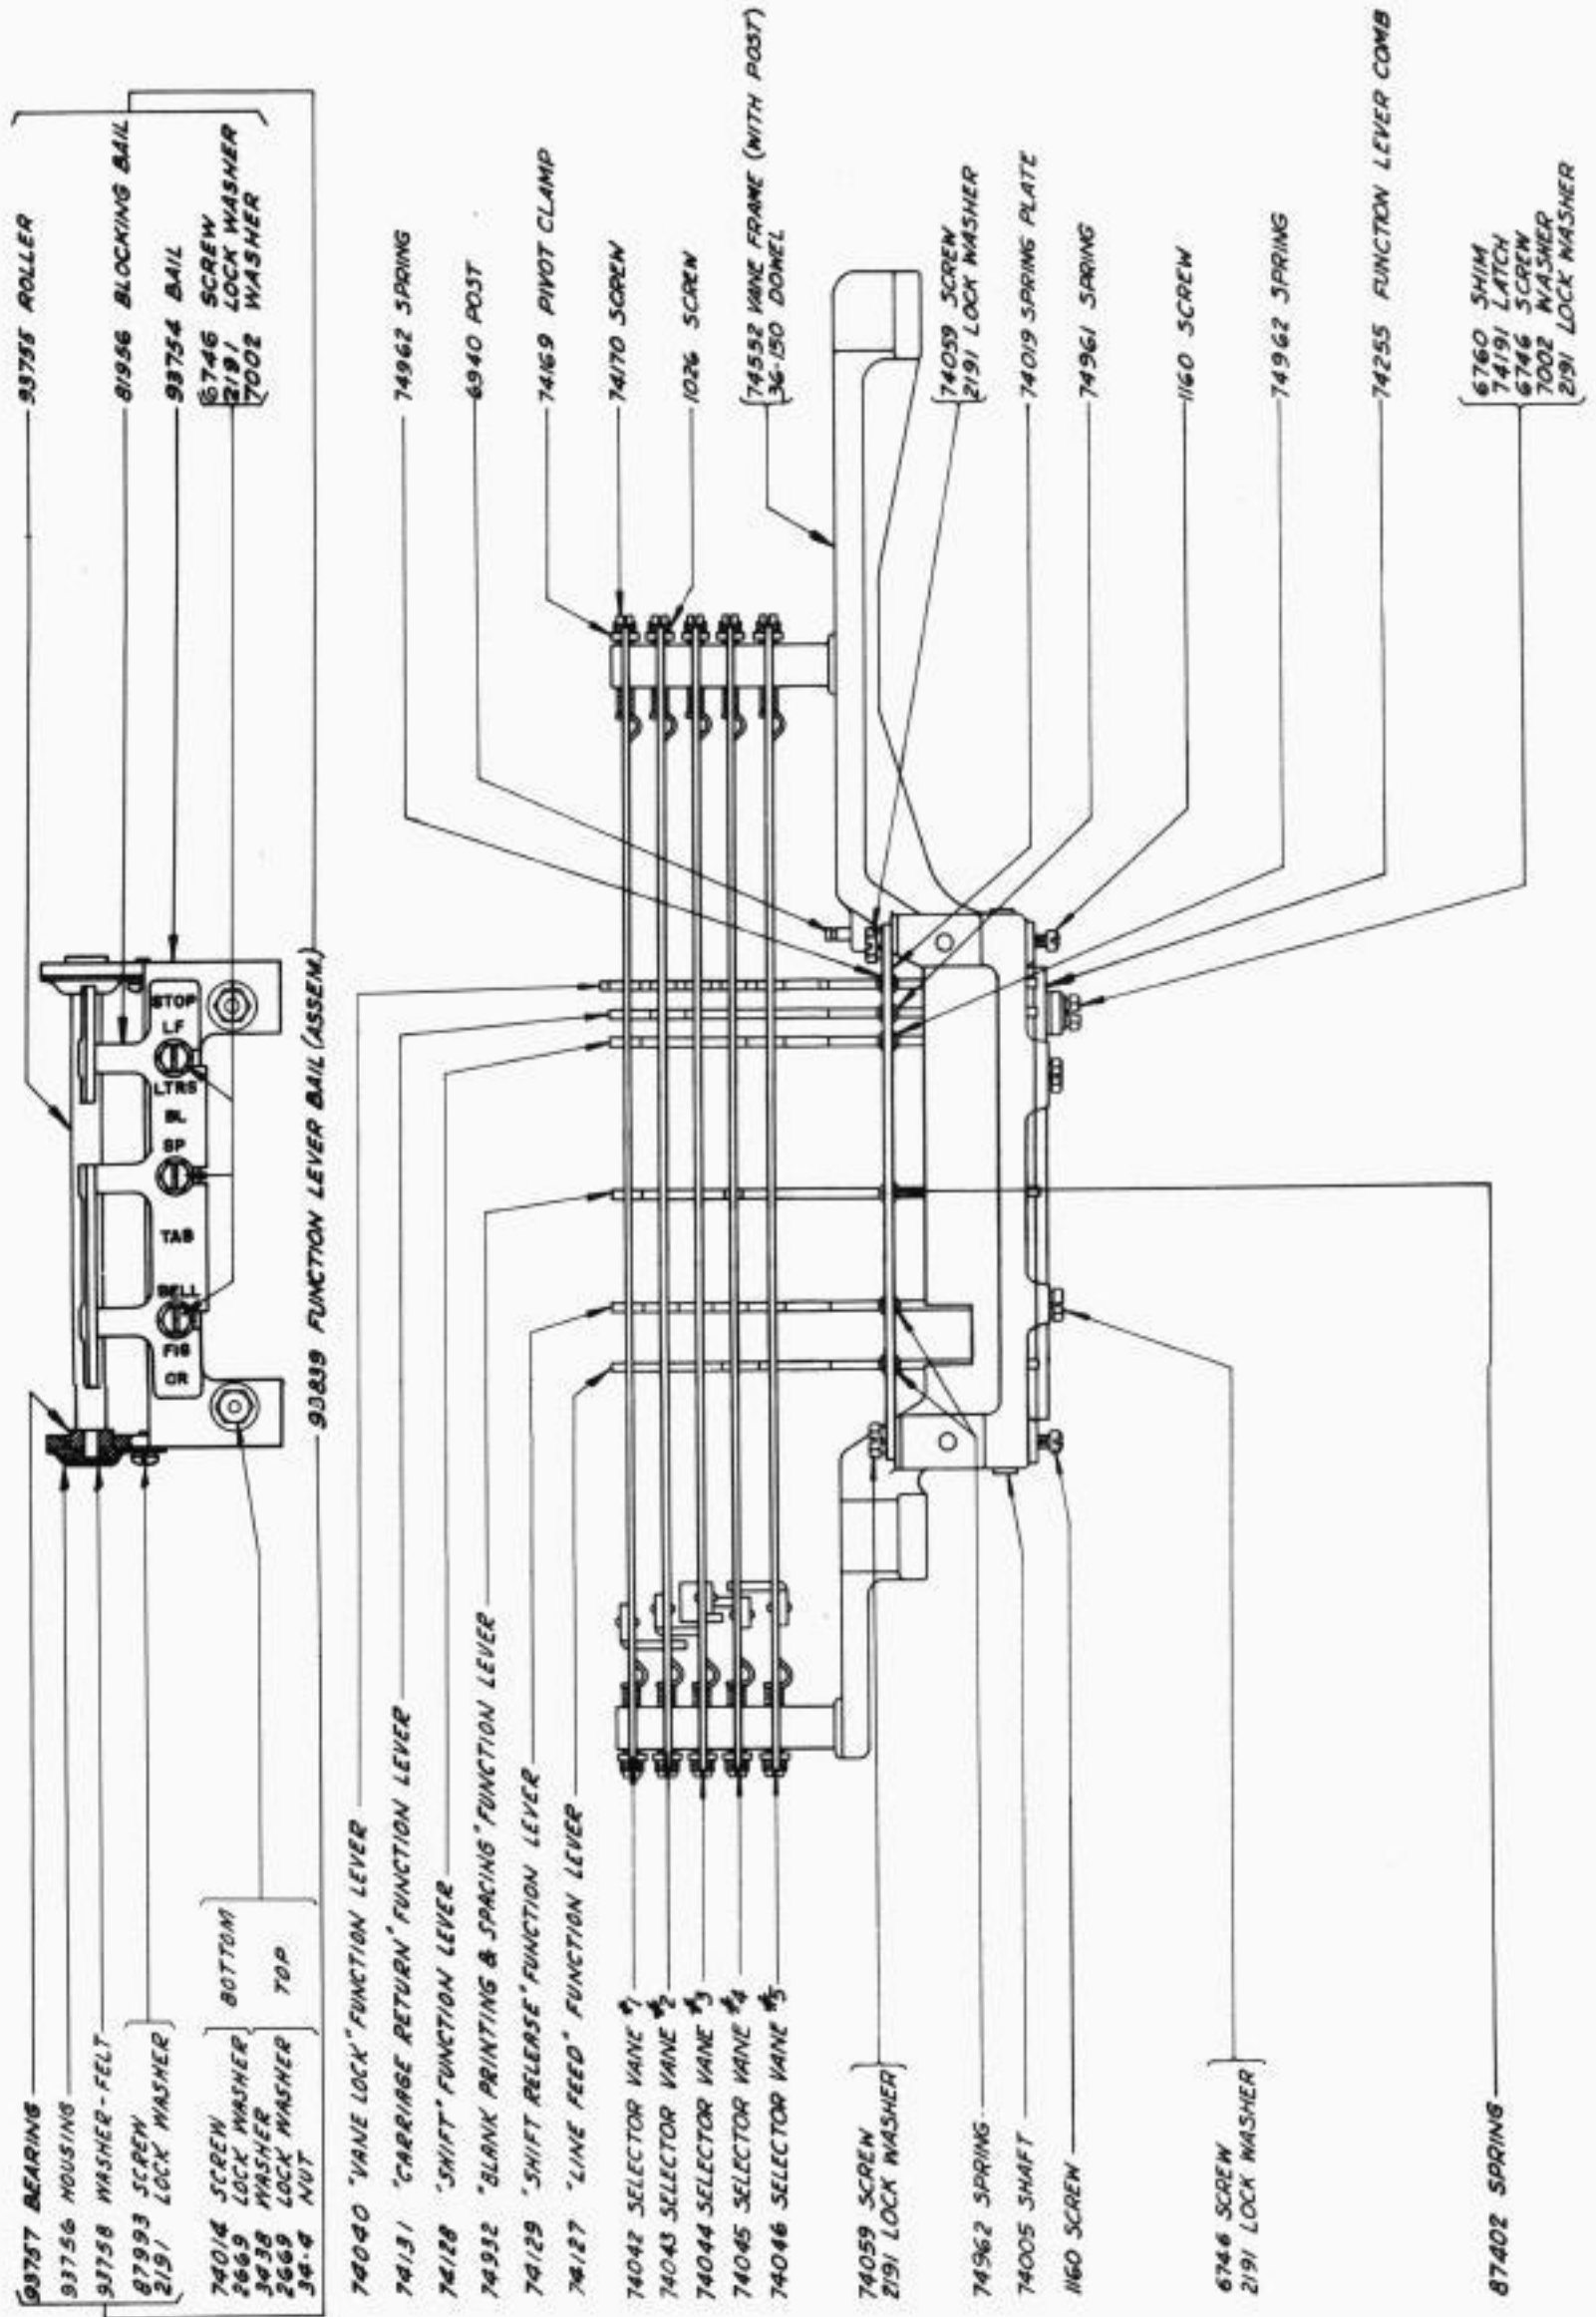 93757 BEARING
93756 HOUSING
93758 WASHER-FELT
87993 SCREW
2191 LOCK WASHER
74014 SCREW
2669 LOCK WASHER
BOTTOM
3438 WASHER
2669 LOCK WASHER
34-4 NUT
TOP
STOP
LF
LTRS
BL
SP
TAB
BELL
FIG
CR
93755 ROLLER
81956 BLOCKING BAIL
93754 BAIL
6746 SCREW
2191 LOCK WASHER
7002 WASHER
93839 FUNCTION LEVER BAIL (ASSEM.)
74040 "VANE LOCK" FUNCTION LEVER
74131 "CARRIAGE RETURN" FUNCTION LEVER
74128 "SHIFT" FUNCTION LEVER
74932 "BLANK PRINTING & SPACING" FUNCTION LEVER
74129 "SHIFT RELEASE" FUNCTION LEVER
74127 "LINE FEED" FUNCTION LEVER
74042 SELECTOR VANE #1
74043 SELECTOR VANE #2
74044 SELECTOR VANE #3
74045 SELECTOR VANE #4
74046 SELECTOR VANE #5
74059 SCREW
2191 LOCK WASHER
74962 SPRING
74005 SHAFT
1160 SCREW
6746 SCREW
2191 LOCK WASHER
87402 SPRING
74962 SPRING
6940 POST
74169 PIVOT CLAMP
74170 SCREW
1026 SCREW
74552 VANE FRAME (WITH POST)
36-150 DOWEL
74059 SCREW
2191 LOCK WASHER
74019 SPRING PLATE
74961 SPRING
1160 SCREW
74962 SPRING
74255 FUNCTION LEVER COMB
6760 SHIM
74191 LATCH
6746 SCREW
7002 WASHER
2191 LOCK WASHER